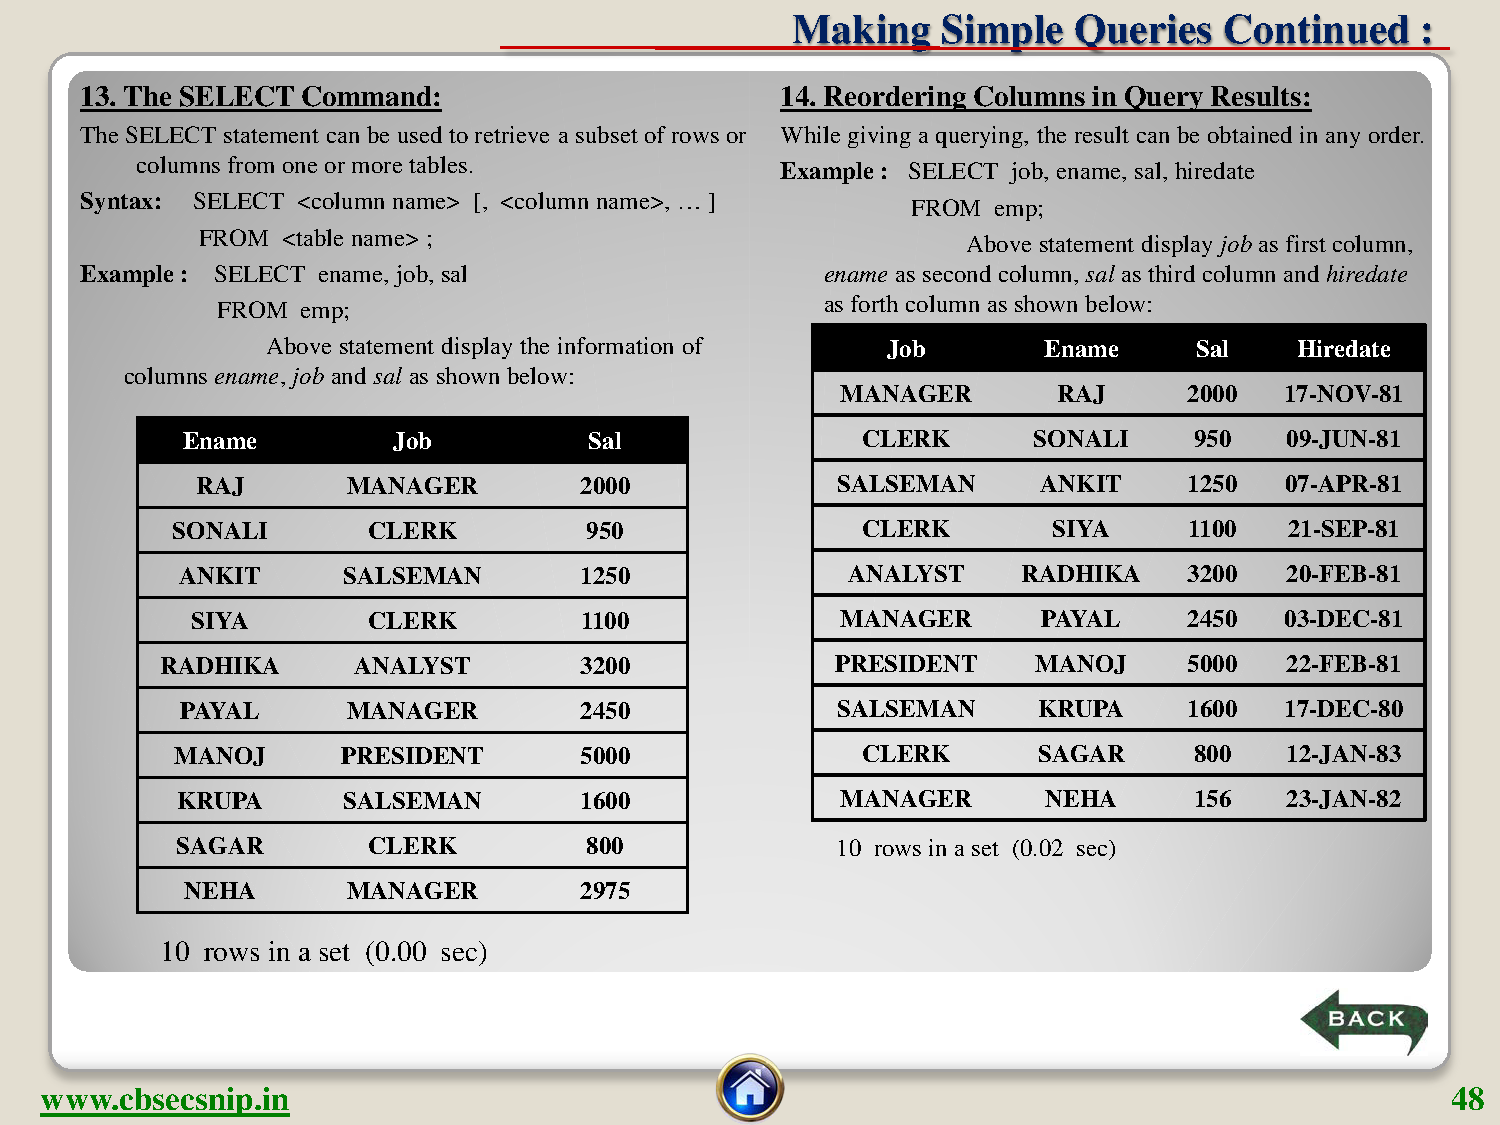 Making Simple Queries Continued :
13. The SELECT Command:
The SELECT statement can be used to retrieve a subset of rows or
columns from one or more tables.
Syntax: SELECT <column name> [, <column name>, … ]
FROM <table name> ;
Example : SELECT ename, job, sal
FROM emp;
Above statement display the information of
columns ename, job and sal as shown below:
Ename Job Sal
RAJ MANAGER 2000
SONALI CLERK 950
ANKIT SALSEMAN 1250
SIYA CLERK 1100
RADHIKA ANALYST 3200
PAYAL MANAGER 2450
MANOJ PRESIDENT 5000
KRUPA SALSEMAN 1600
SAGAR CLERK 800
NEHA MANAGER 2975
10 rows in a set (0.00 sec)
14. Reordering Columns in Query Results:
While giving a querying, the result can be obtained in any order.
Example : SELECT job, ename, sal, hiredate
FROM emp;
Above statement display job as first column,
ename as second column, sal as third column and hiredate
as forth column as shown below:
Job Ename Sal Hiredate
MANAGER RAJ 2000 17-NOV-81
CLERK SONALI 950 09-JUN-81
SALSEMAN ANKIT 1250 07-APR-81
CLERK SIYA 1100 21-SEP-81
ANALYST RADHIKA 3200 20-FEB-81
MANAGER PAYAL 2450 03-DEC-81
PRESIDENT MANOJ 5000 22-FEB-81
SALSEMAN KRUPA 1600 17-DEC-80
CLERK SAGAR 800 12-JAN-83
MANAGER NEHA 156 23-JAN-82
10 rows in a set (0.02 sec)
BACK
www.cbsecsnip.in
48